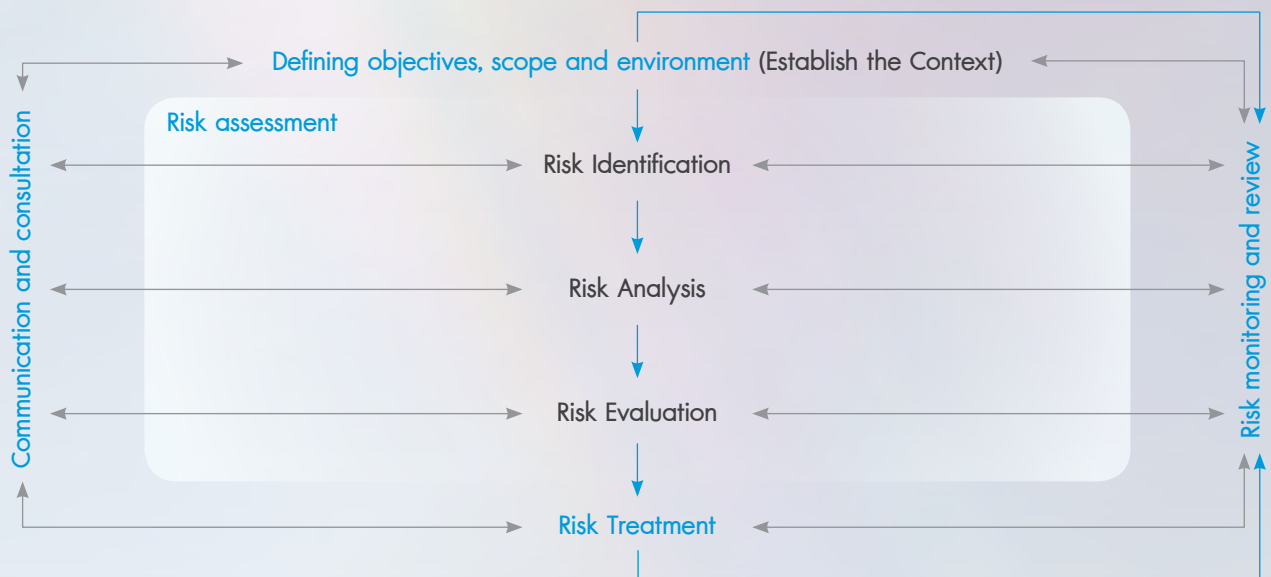 Defining objectives, scope and environment (Establish the Context)
Risk assessment
Communication and consultation
Risk Identification
Risk monitoring and review
Risk Analysis
Risk Evaluation
Risk Treatment